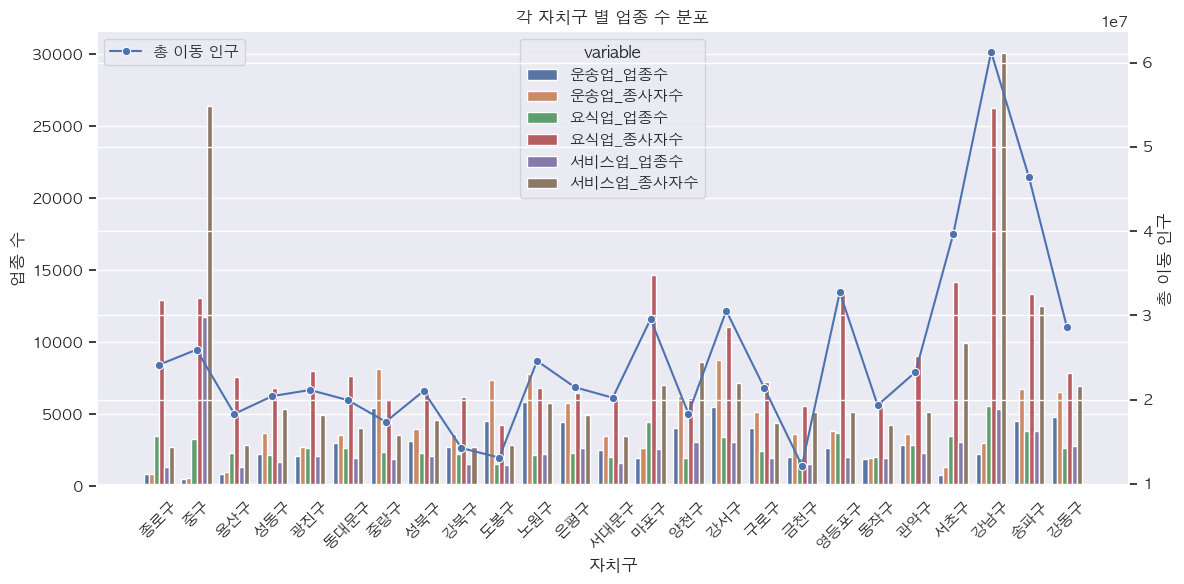 각 자치구 별 업종 수 분포
1e7
총 이동 인구
variable
운송업_업종수
운송업_종사자수
요식업_업종수
요식업_종사자수
서비스업_업종수
서비스업_종사자수
업종 수
30000
25000
20000
15000
10000
5000
0
총 이동 인구
6
5
4
3
2
1
종로구
중구
용산구
성동구
광진구
동대문구
중랑구
성북구
강북구
도봉구
노원구
은평구
서대문구
마포구
양천구
강서구
구로구
금천구
영등포구
동작구
관악구
서초구
강남구
송파구
강동구
자치구